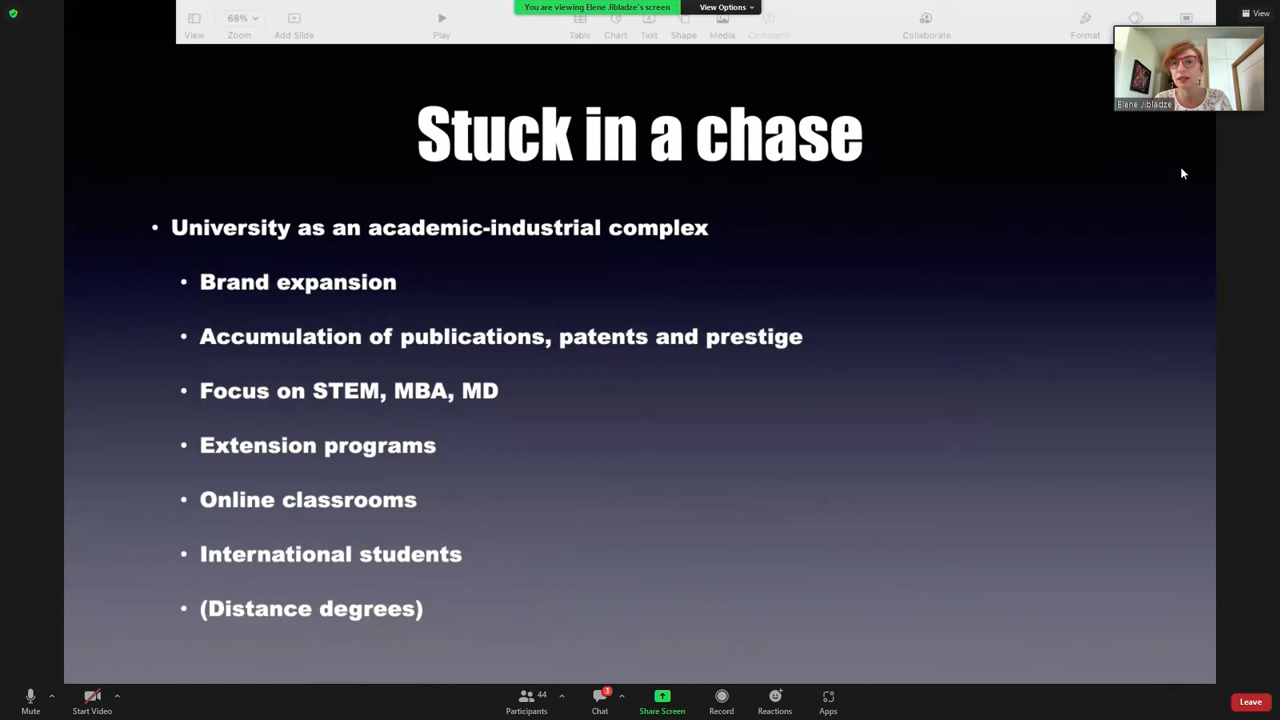 You are viewing Elene Jibladze's screen
View Options
View
68%
View
Zoom
Add Slide
Play
Table
Chart
Text
Shape
Media
Comment
Collaborate
Format
Elene Jibladze
Stuck in a chase
• University as an academic-industrial complex
• Brand expansion
• Accumulation of publications, patents and prestige
• Focus on STEM, MBA, MD
• Extension programs
• Online classrooms
• International students
• (Distance degrees)
Mute
Start Video
44
Participants
3
Chat
Share Screen
Record
Reactions
Apps
Leave